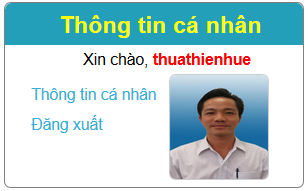 Thông tin cá nhân
Xin chào, thuathienhue
Thông tin cá nhân
Đăng xuất